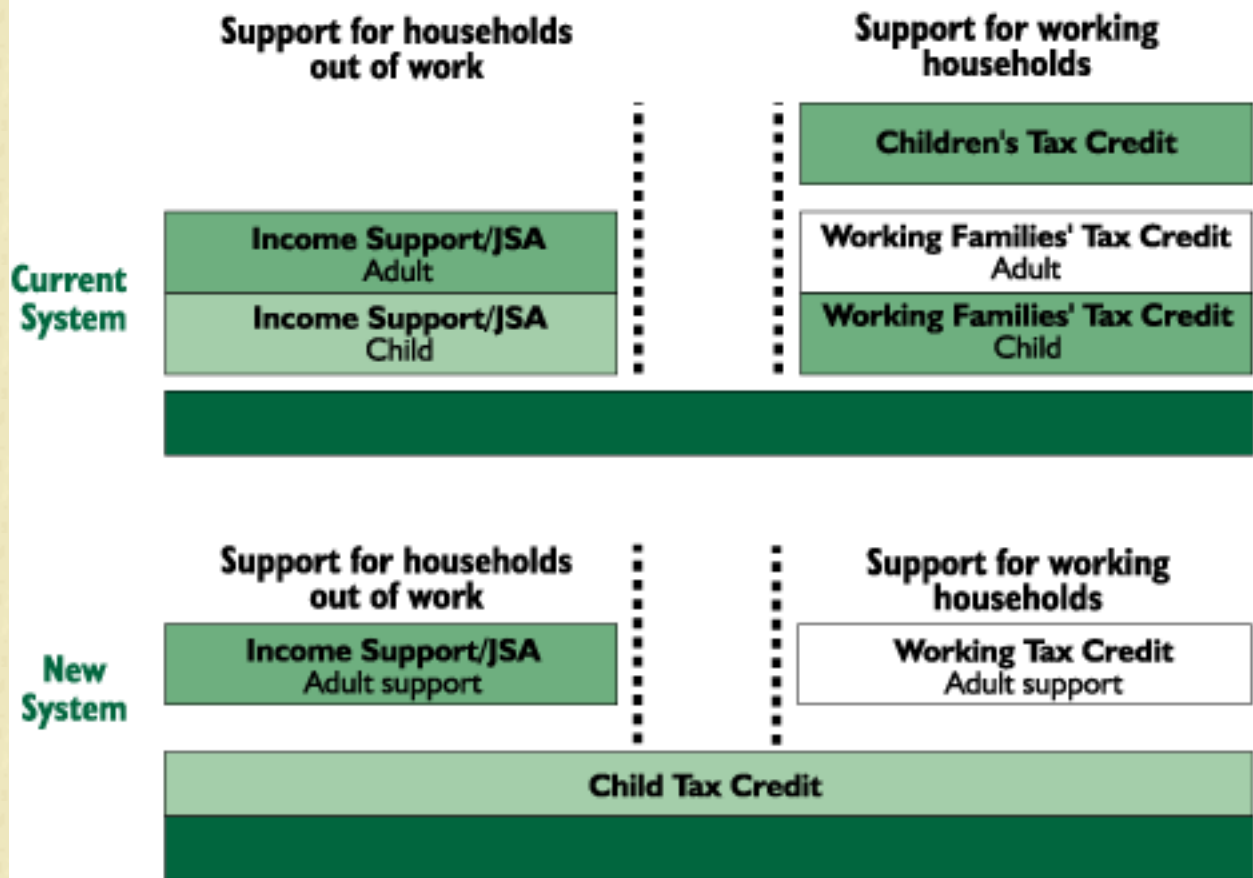 Support for households
out of work
Support for working
households
Children's Tax Credit
Current
System
Income Support/JSA
Adult
Income Support/JSA
Child
Working Families' Tax Credit
Adult
Working Families' Tax Credit
Child
Support for households
out of work
Support for working
households
New
System
Income Support/JSA
Adult support
Working Tax Credit
Adult support
Child Tax Credit